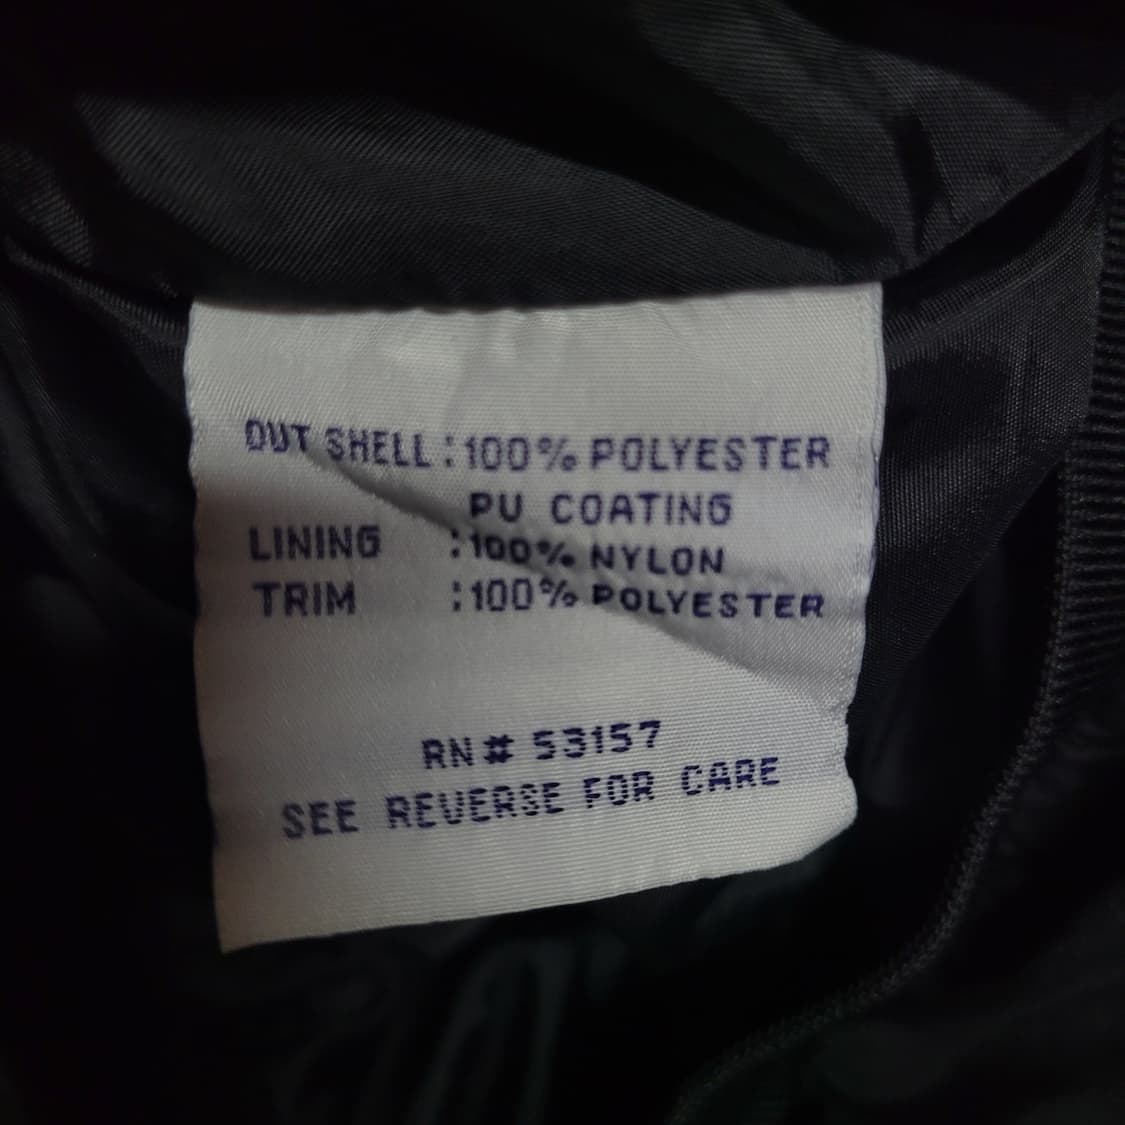 OUT SHELL : 100% POLYESTER
PU COATING
LINING : 100% NYLON
TRIM : 100% POLYESTER
RN# 53157
SEE REVERSE FOR CARE